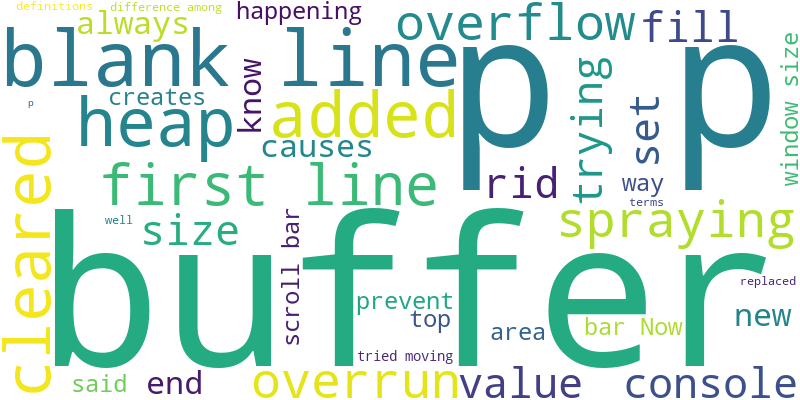 definitions
difference among
happening
always
overflow
fill
blank line
p p
window size
p
creates
know
heap
added
trying
set
causes
first line
rid
way
terms
cleared
well
size
spraying
buffer
scroll bar
replaced
prevent
top
area
bar Now
new
tried moving
said
end
overrun
value
console